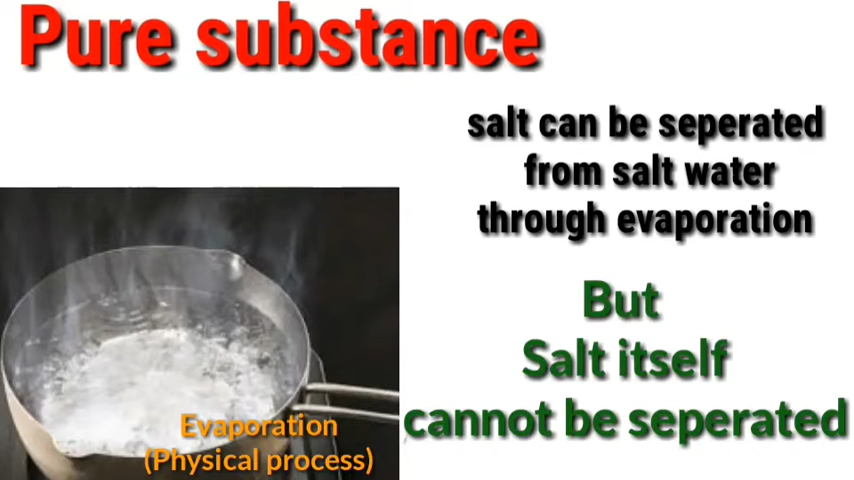 Pure substance
salt can be seperated
from salt water
through evaporation
But
Salt itself
cannot be seperated
Evaporation
(Physical process)